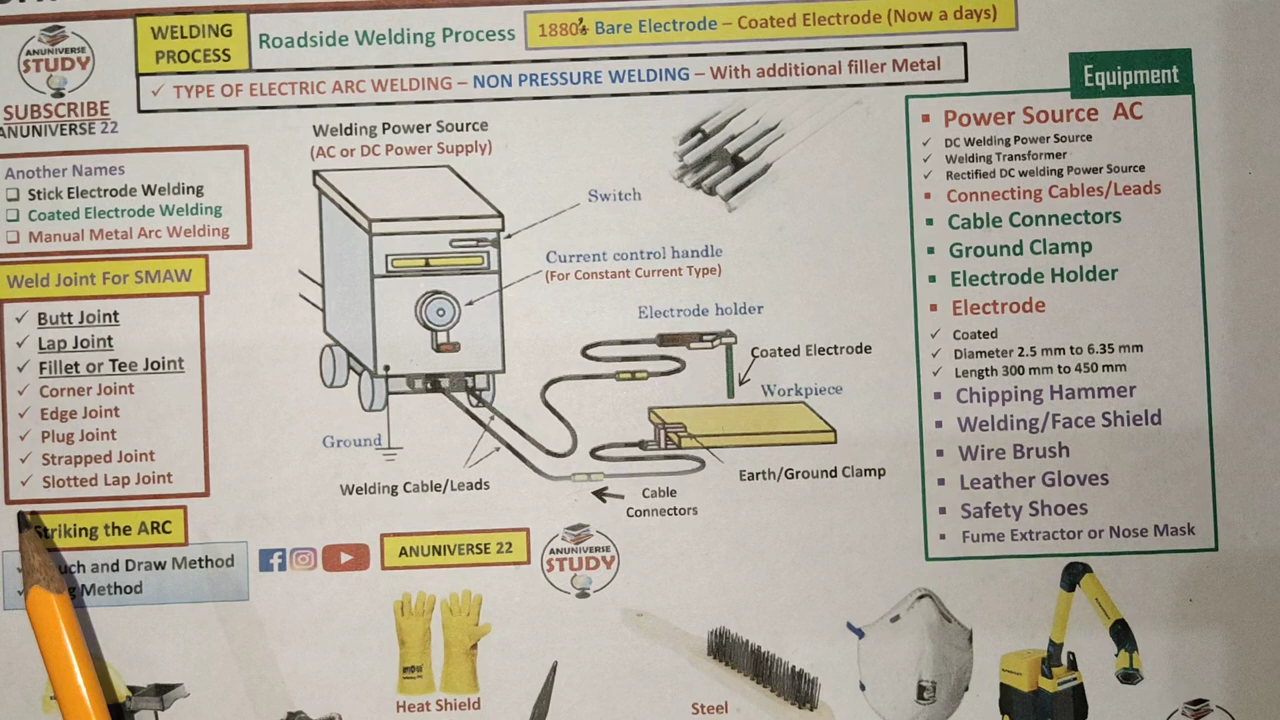 WELDING
PROCESS
Roadside Welding Process
1880's Bare Electrode – Coated Electrode (Now a days)
✓ TYPE OF ELECTRIC ARC WELDING – NON PRESSURE WELDING – With additional filler Metal
ANUNIVERSE
STUDY
SUBSCRIBE
ANUNIVERSE 22
Another Names
❑ Stick Electrode Welding
❑ Coated Electrode Welding
❑ Manual Metal Arc Welding
Weld Joint For SMAW
✓ Butt Joint
✓ Lap Joint
✓ Fillet or Tee Joint
✓ Corner Joint
✓ Edge Joint
✓ Plug Joint
✓ Strapped Joint
✓ Slotted Lap Joint
Striking the ARC
and Draw Method
Method
Welding Power Source
(AC or DC Power Supply)
Switch
Current control handle
(For Constant Current Type)
Electrode holder
Coated Electrode
Workpiece
Ground
Welding Cable/Leads
Cable
Connectors
Earth/Ground Clamp
ANUNIVERSE 22
ANUNIVERSE
STUDY
Equipment
▪ Power Source AC
✓ DC Welding Power Source
✓ Welding Transformer
✓ Rectified DC welding Power Source
▪ Connecting Cables/Leads
▪ Cable Connectors
▪ Ground Clamp
▪ Electrode Holder
▪ Electrode
✓ Coated
✓ Diameter 2.5 mm to 6.35 mm
✓ Length 300 mm to 450 mm
▪ Chipping Hammer
▪ Welding/Face Shield
▪ Wire Brush
▪ Leather Gloves
▪ Safety Shoes
▪ Fume Extractor or Nose Mask
Heat Shield
Steel